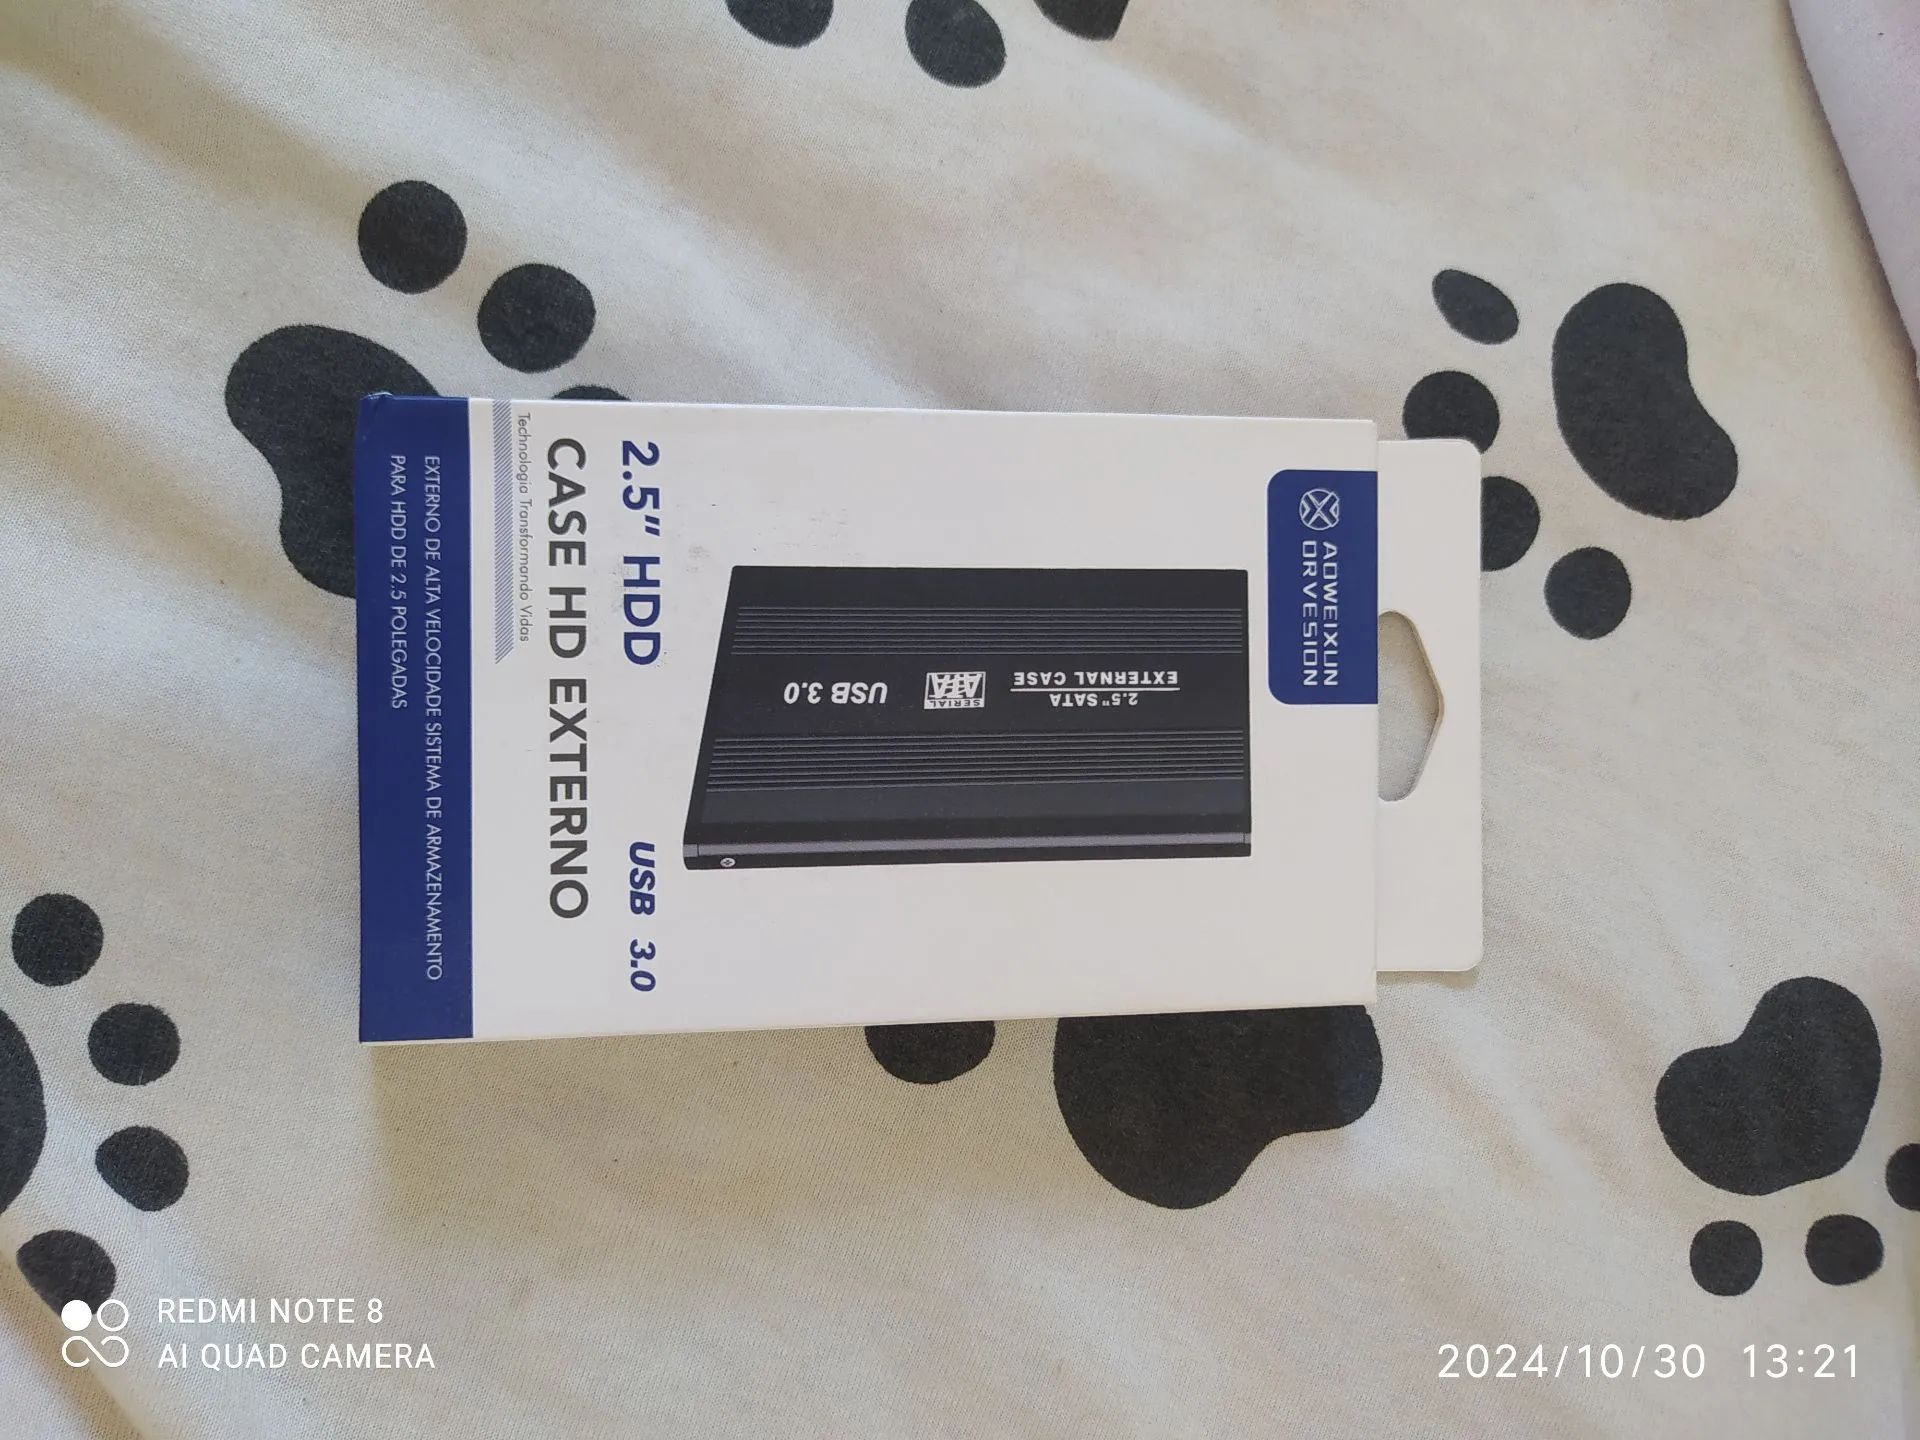 AOWEIXUN
ORVESION
2.5" SATA
EXTERNAL CASE
SERIAL
ATA
USB 3.0
2.5" HDD
USB 3.0
CASE HD EXTERNO
Technologia Transformando Vidas
EXTERNO DE ALTA VELOCIDADE SISTEMA DE ARMAZENAMENTO
PARA HDD DE 2.5 POLEGADAS
REDMI NOTE 8
AI QUAD CAMERA
2024/10/30 13:21